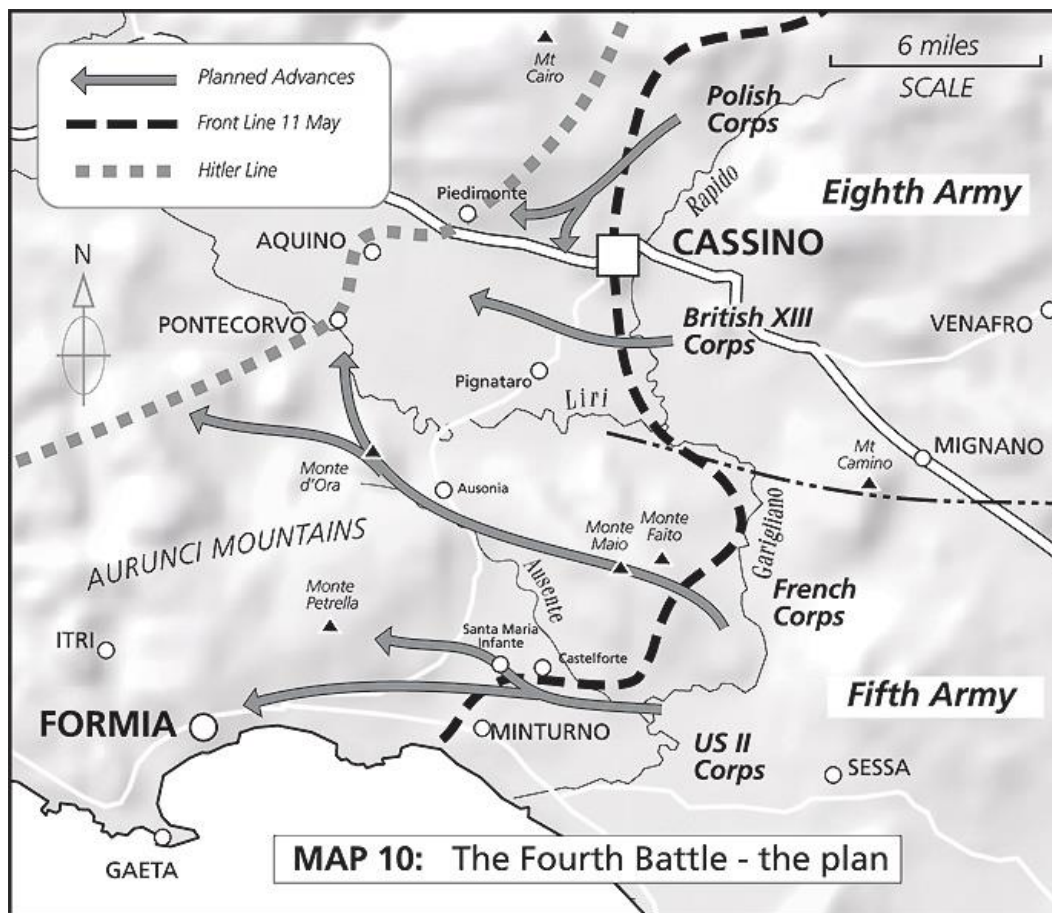 Planned Advances
Front Line 11 May
Hitler Line
Mt
Cairo
6 miles
SCALE
Polish
Corps
Rapido
Eighth Army
Piedimonte
AQUINO
CASSINO
N
PONTECORVO
British XIII
Corps
VENAFRO
Pignataro
Liri
MIGNANO
Mt
Camino
Monte
d'Ora
Ausonia
Garigliano
AURUNCI MOUNTAINS
Monte
Maio
Monte
Faito
French
Corps
Ausente
Monte
Petrella
ITRI
Santa Maria
Infante
Castelforte
Fifth Army
FORMIA
MINTURNO
US II
Corps
SESSA
GAETA
MAP 10: The Fourth Battle - the plan